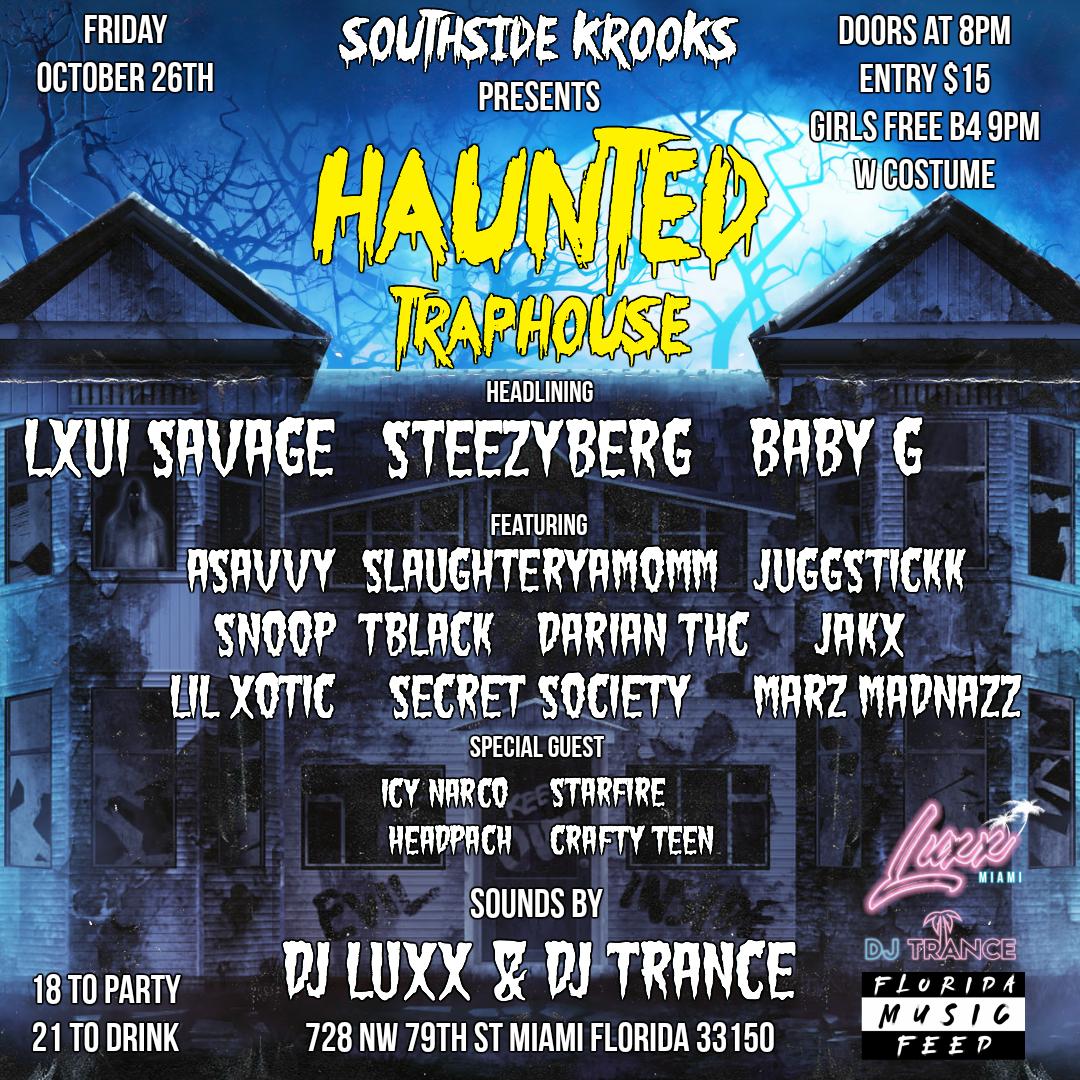 FRIDAY
OCTOBER 26TH
SOUTHSIDE KROOKS
PRESENTS
DOORS AT 8PM
ENTRY $15
GIRLS FREE B4 9PM
W COSTUME
HAUNTED
TRAPHOUSE
HEADLINING
LXUI SAVAGE STEEZYBERG BABY G
FEATURING
ASAVVY SLAUGHTERYAMOMM JUGGSTICKK
SNOOP TBLACK DARIAN THC JAKX
LIL XOTIC SECRET SOCIETY MARZ MADNAZZ
SPECIAL GUEST
ICY NARCO STARFIRE
HEADPACH CRAFTY TEEN
EVIL INSIDE
SOUNDS BY
DJ LUXX & DJ TRANCE
18 TO PARTY
21 TO DRINK
728 NW 79TH ST MIAMI FLORIDA 33150
Luxx
MIAMI
DJ TRANCE
FLORIDA
MUSIC
FEED